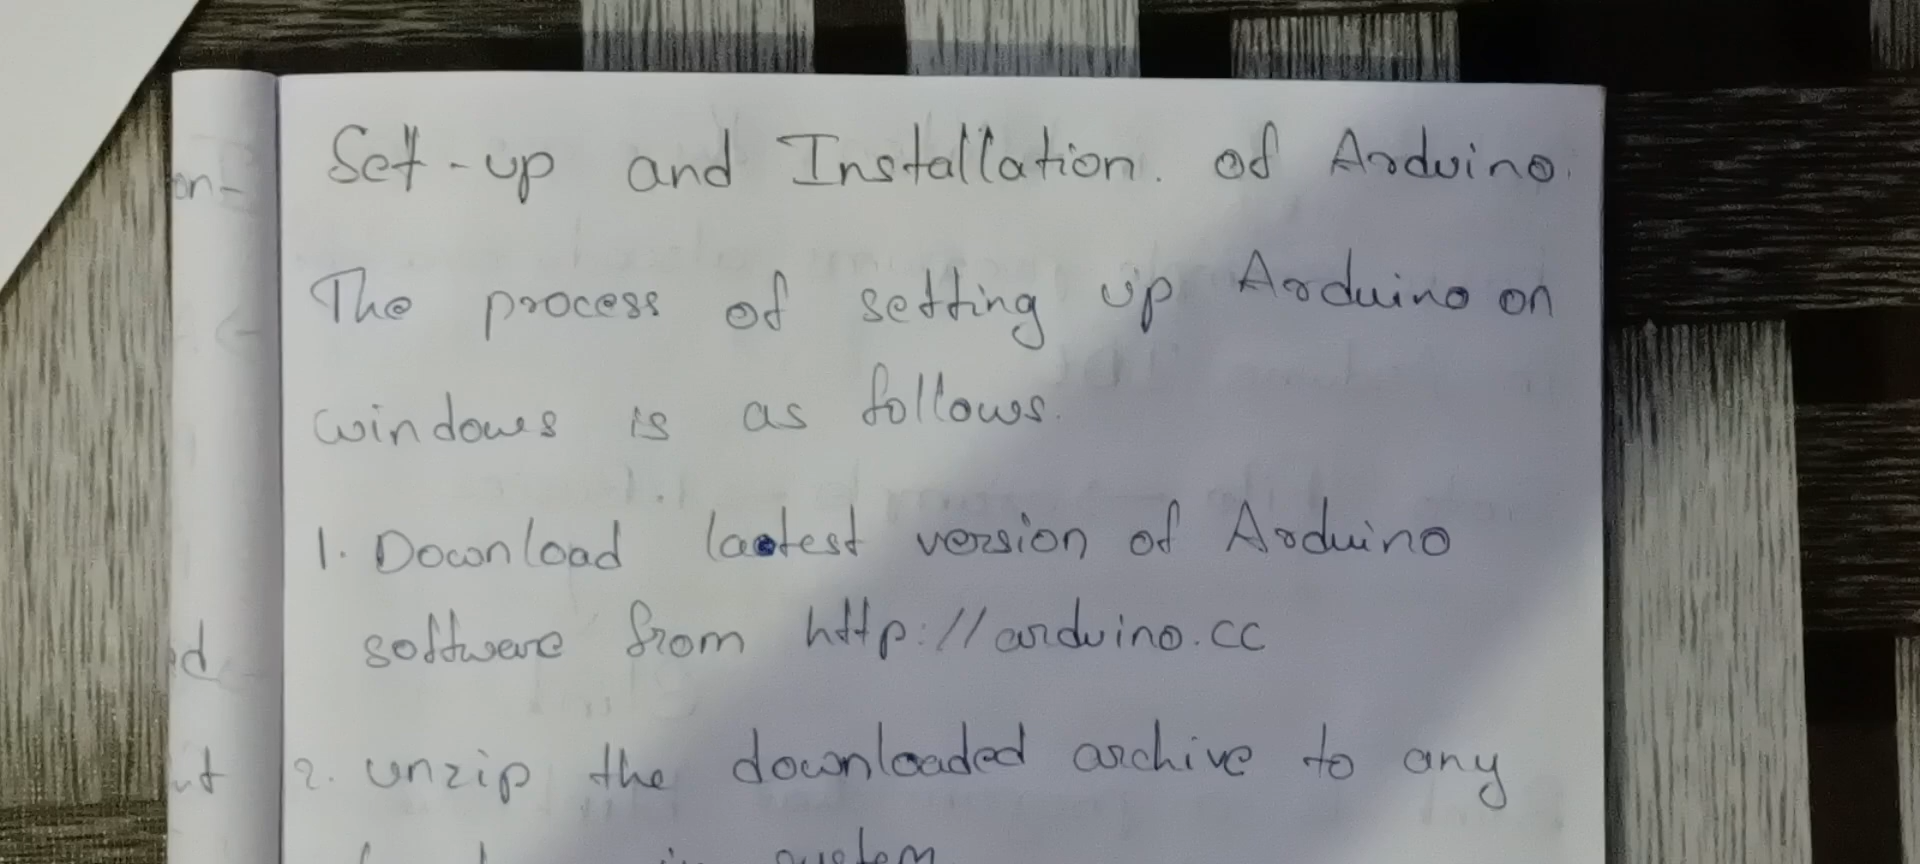 Set-up and Installation. of Arduino.
The process of setting up Arduino on
windows is as follows.
1. Download latest version of Arduino
software from http://arduino.cc
2. unzip the downloaded archive to any
system